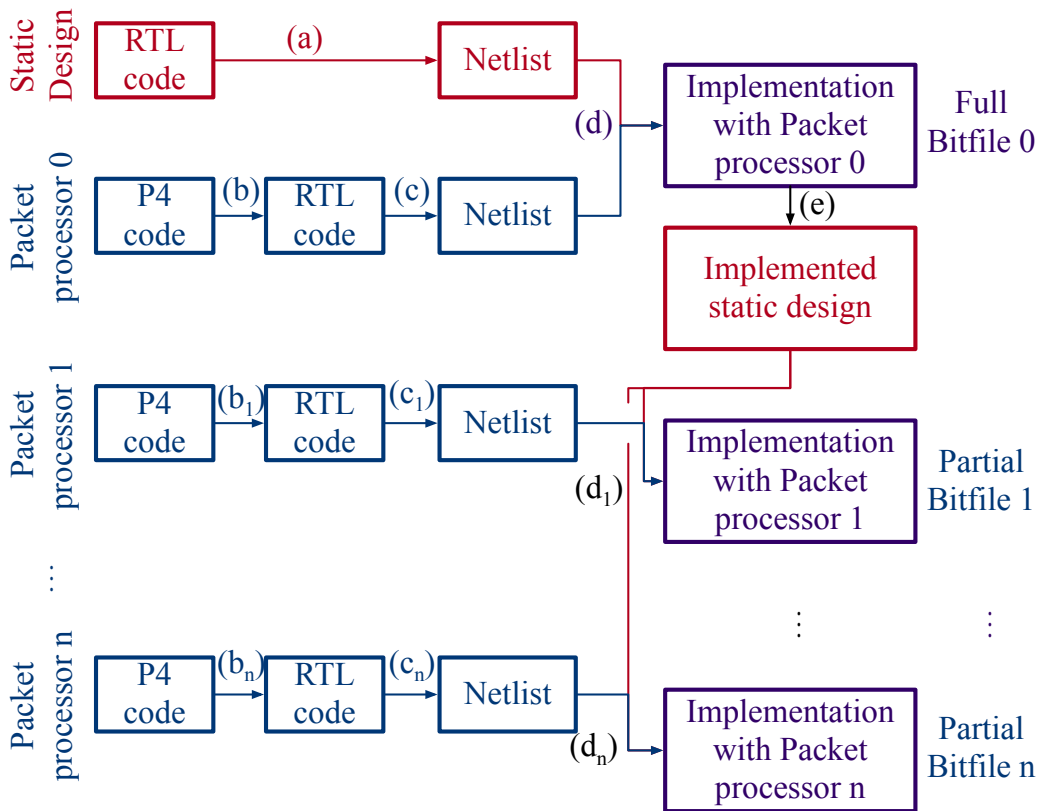 Static
Design
RTL
code
(a)
Netlist
(d)
Implementation
with Packet
processor 0
Full
Bitfile 0
Packet
processor 0
P4
code
(b)
RTL
code
(c)
Netlist
(e)
Implemented
static design
Packet
processor 1
P4
code
(b1)
RTL
code
(c1)
Netlist
(d1)
Implementation
with Packet
processor 1
Partial
Bitfile 1
...
⋮
⋮
Packet
processor n
P4
code
(bn)
RTL
code
(cn)
Netlist
(dn)
Implementation
with Packet
processor n
Partial
Bitfile n